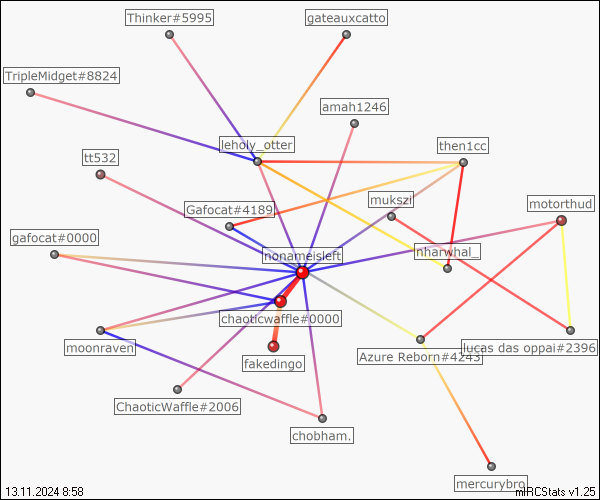 Thinker#5995
gateauxcatto
TripleMidget#8824
amah1246
leholy_otter
then1cc
tt532
mukszi
motorthud
Gafocat#4189
gafocat#0000
nharwhal_
nonameisleft
chaoticwaffle#0000
moonraven
fakedingo
Azure Reborn#4243
lucas das oppai#2396
ChaoticWaffle#2006
chobham.
mercurybro
13.11.2024 8:58
mIRCStats v1.25